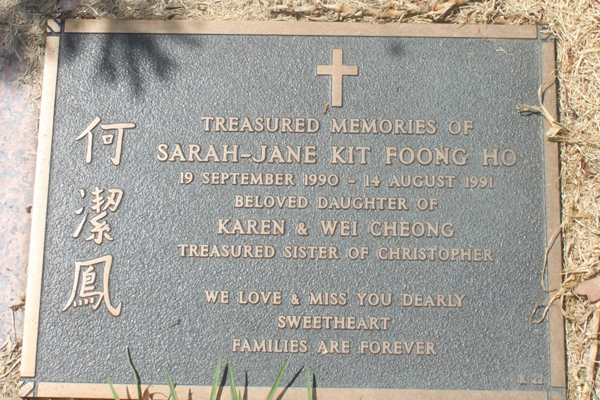 何潔鳳
TREASURED MEMORIES OF
SARAH-JANE KIT FOONG HO
19 SEPTEMBER 1990 - 14 AUGUST 1991
BELOVED DAUGHTER OF
KAREN & WEI CHEONG
TREASURED SISTER OF CHRISTOPHER
WE LOVE & MISS YOU DEARLY
SWEETHEART
FAMILIES ARE FOREVER
K 22